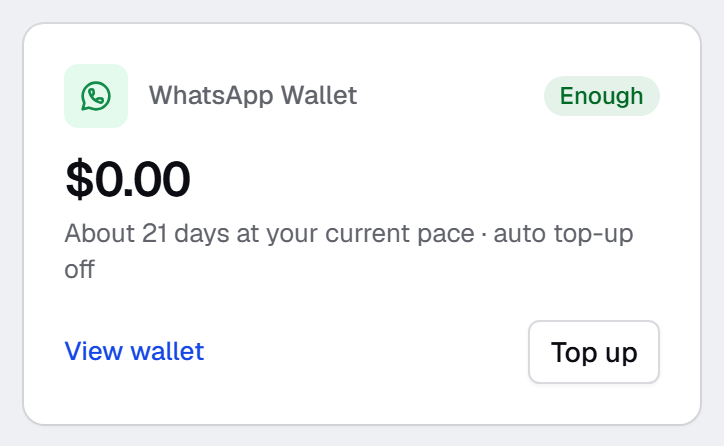 WhatsApp Wallet
Enough
$0.00
About 21 days at your current pace · auto top-up
off
View wallet
Top up